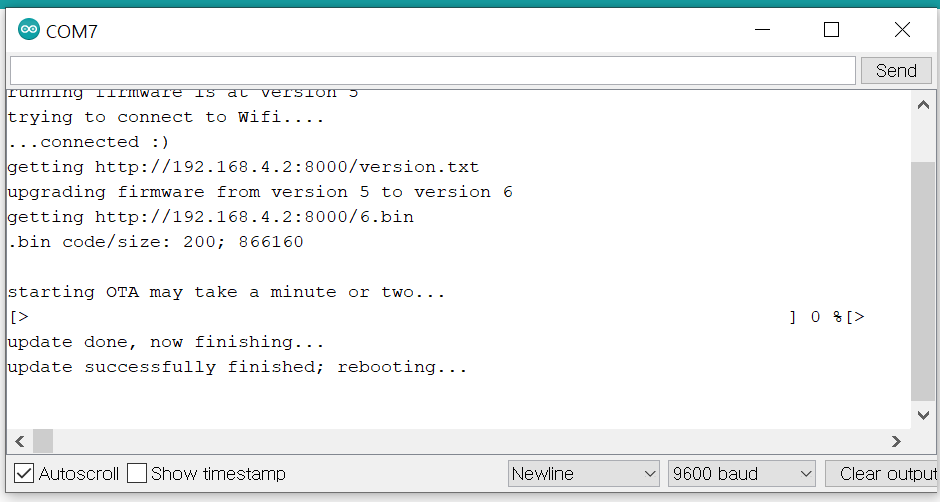 COM7
Send
running firmware is at version 5
trying to connect to Wifi....
...connected :)
getting http://192.168.4.2:8000/version.txt
upgrading firmware from version 5 to version 6
getting http://192.168.4.2:8000/6.bin
.bin code/size: 200; 866160
starting OTA may take a minute or two...
[> ] 0 %[>
update done, now finishing...
update successfully finished; rebooting...
Autoscroll Show timestamp Newline 9600 baud Clear output